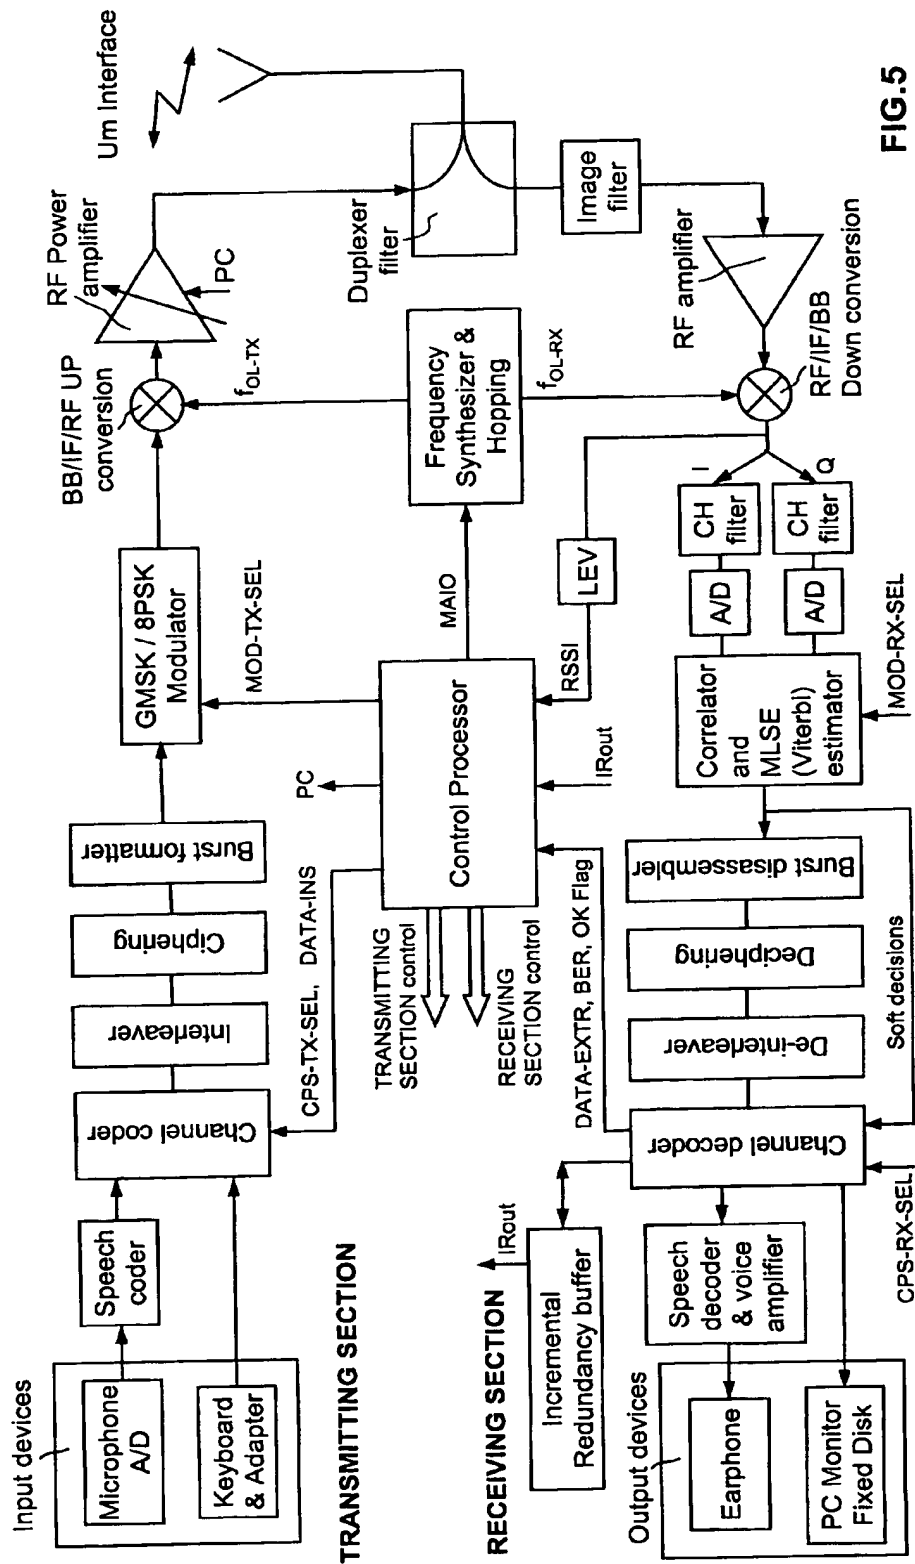 Input devices
Microphone
A/D
Keyboard
& Adapter
Speech
coder
Channel coder
Interleaver
Ciphering
Burst formatter
GMSK / 8PSK
Modulator
BB/IF/RF UP
conversion
RF Power
amplifier
PC
Um Interface
TRANSMITTING SECTION
CPS-TX-SEL, DATA-INS
PC
MOD-TX-SEL
fOL-TX
Duplexer
filter
TRANSMITTING
SECTION control
RECEIVING
SECTION control
Control Processor
MAIO
Frequency
Synthesizer &
Hopping
fOL-RX
Image
filter
RECEIVING SECTION
IRout
Incremental
Redundancy buffer
DATA-EXTR, BER, OK Flag
IRout
RSSI
LEV
RF amplifier
RF/IF/BB
Down conversion
Output devices
Earphone
PC Monitor
Fixed Disk
Speech
decoder
& voice
amplifier
Channel decoder
De-interleaver
Deciphering
Burst disassembler
Correlator
and
MLSE
(Viterbi)
estimator
A/D
A/D
CH
filter
CH
filter
I
Q
CPS-RX-SEL
Soft decisions
MOD-RX-SEL
FIG.5